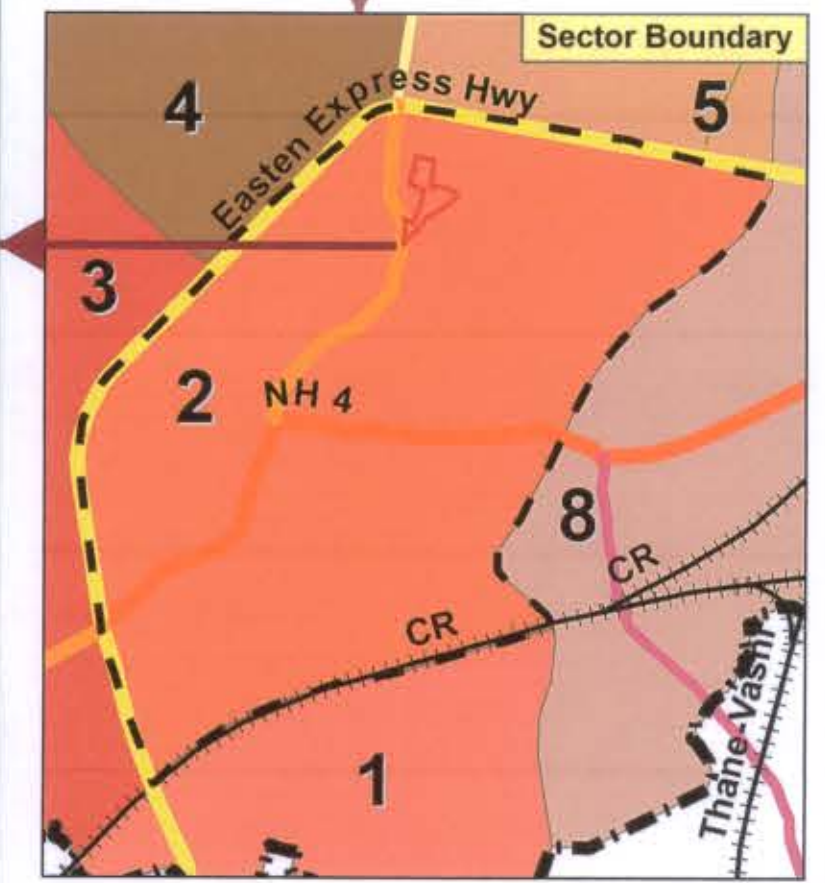 Sector Boundary
4
Easten Express Hwy
5
3
2
NH 4
8
CR
CR
1
Thane-Vashi